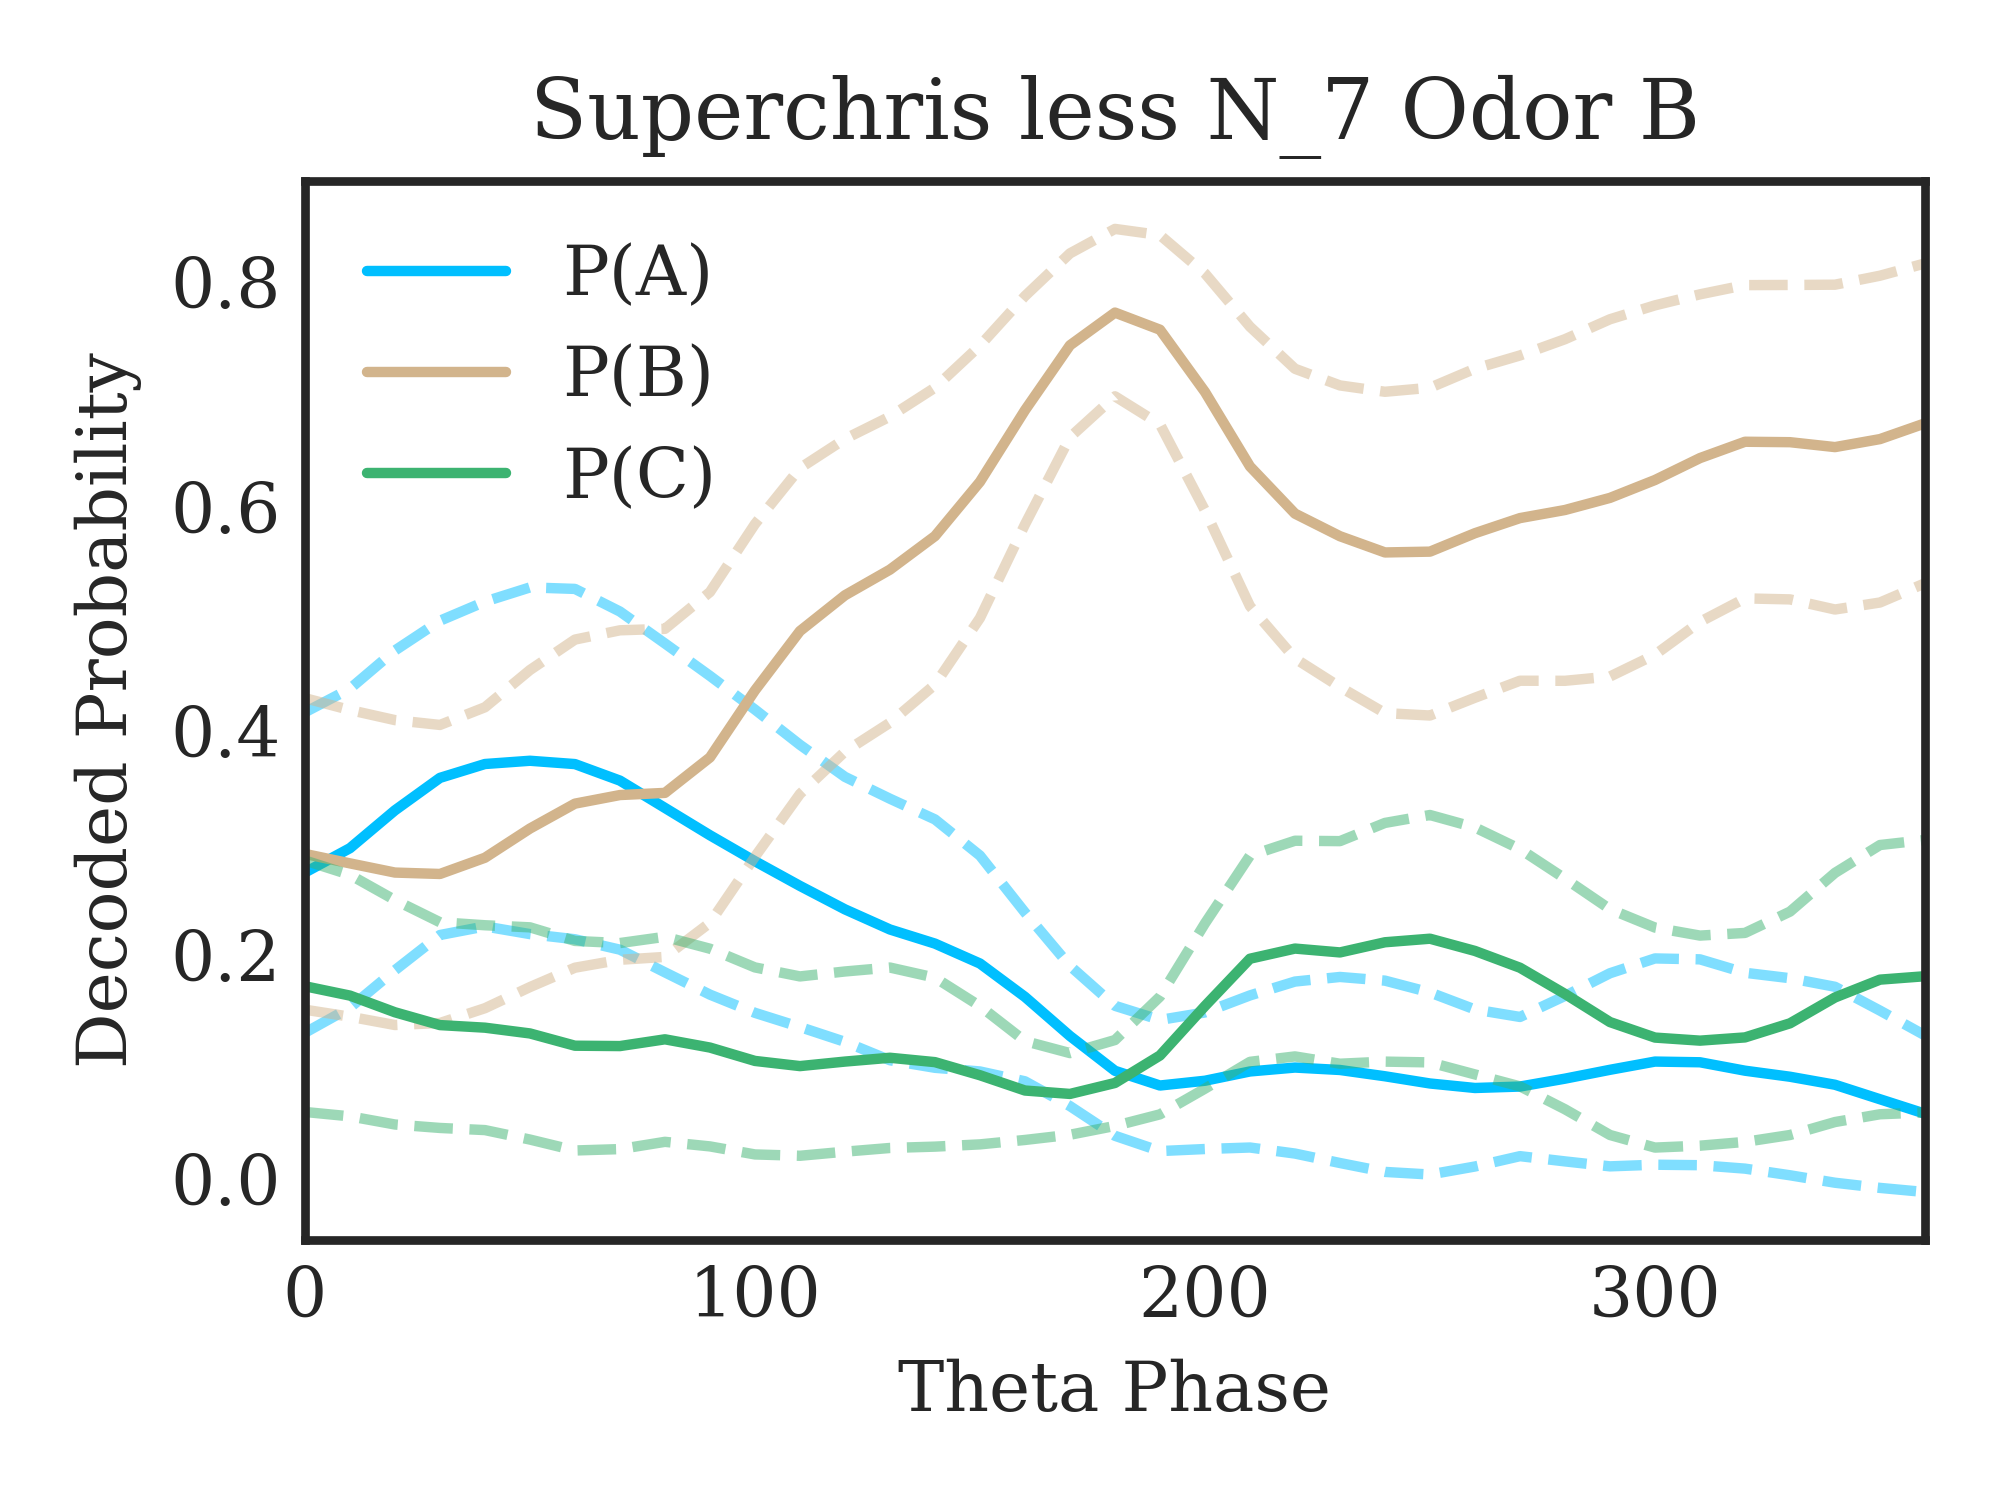 Superchris less N_7 Odor B
P(A)
P(B)
P(C)
Decoded Probability
0.8
0.6
0.4
0.2
0.0
0 100 200 300
Theta Phase